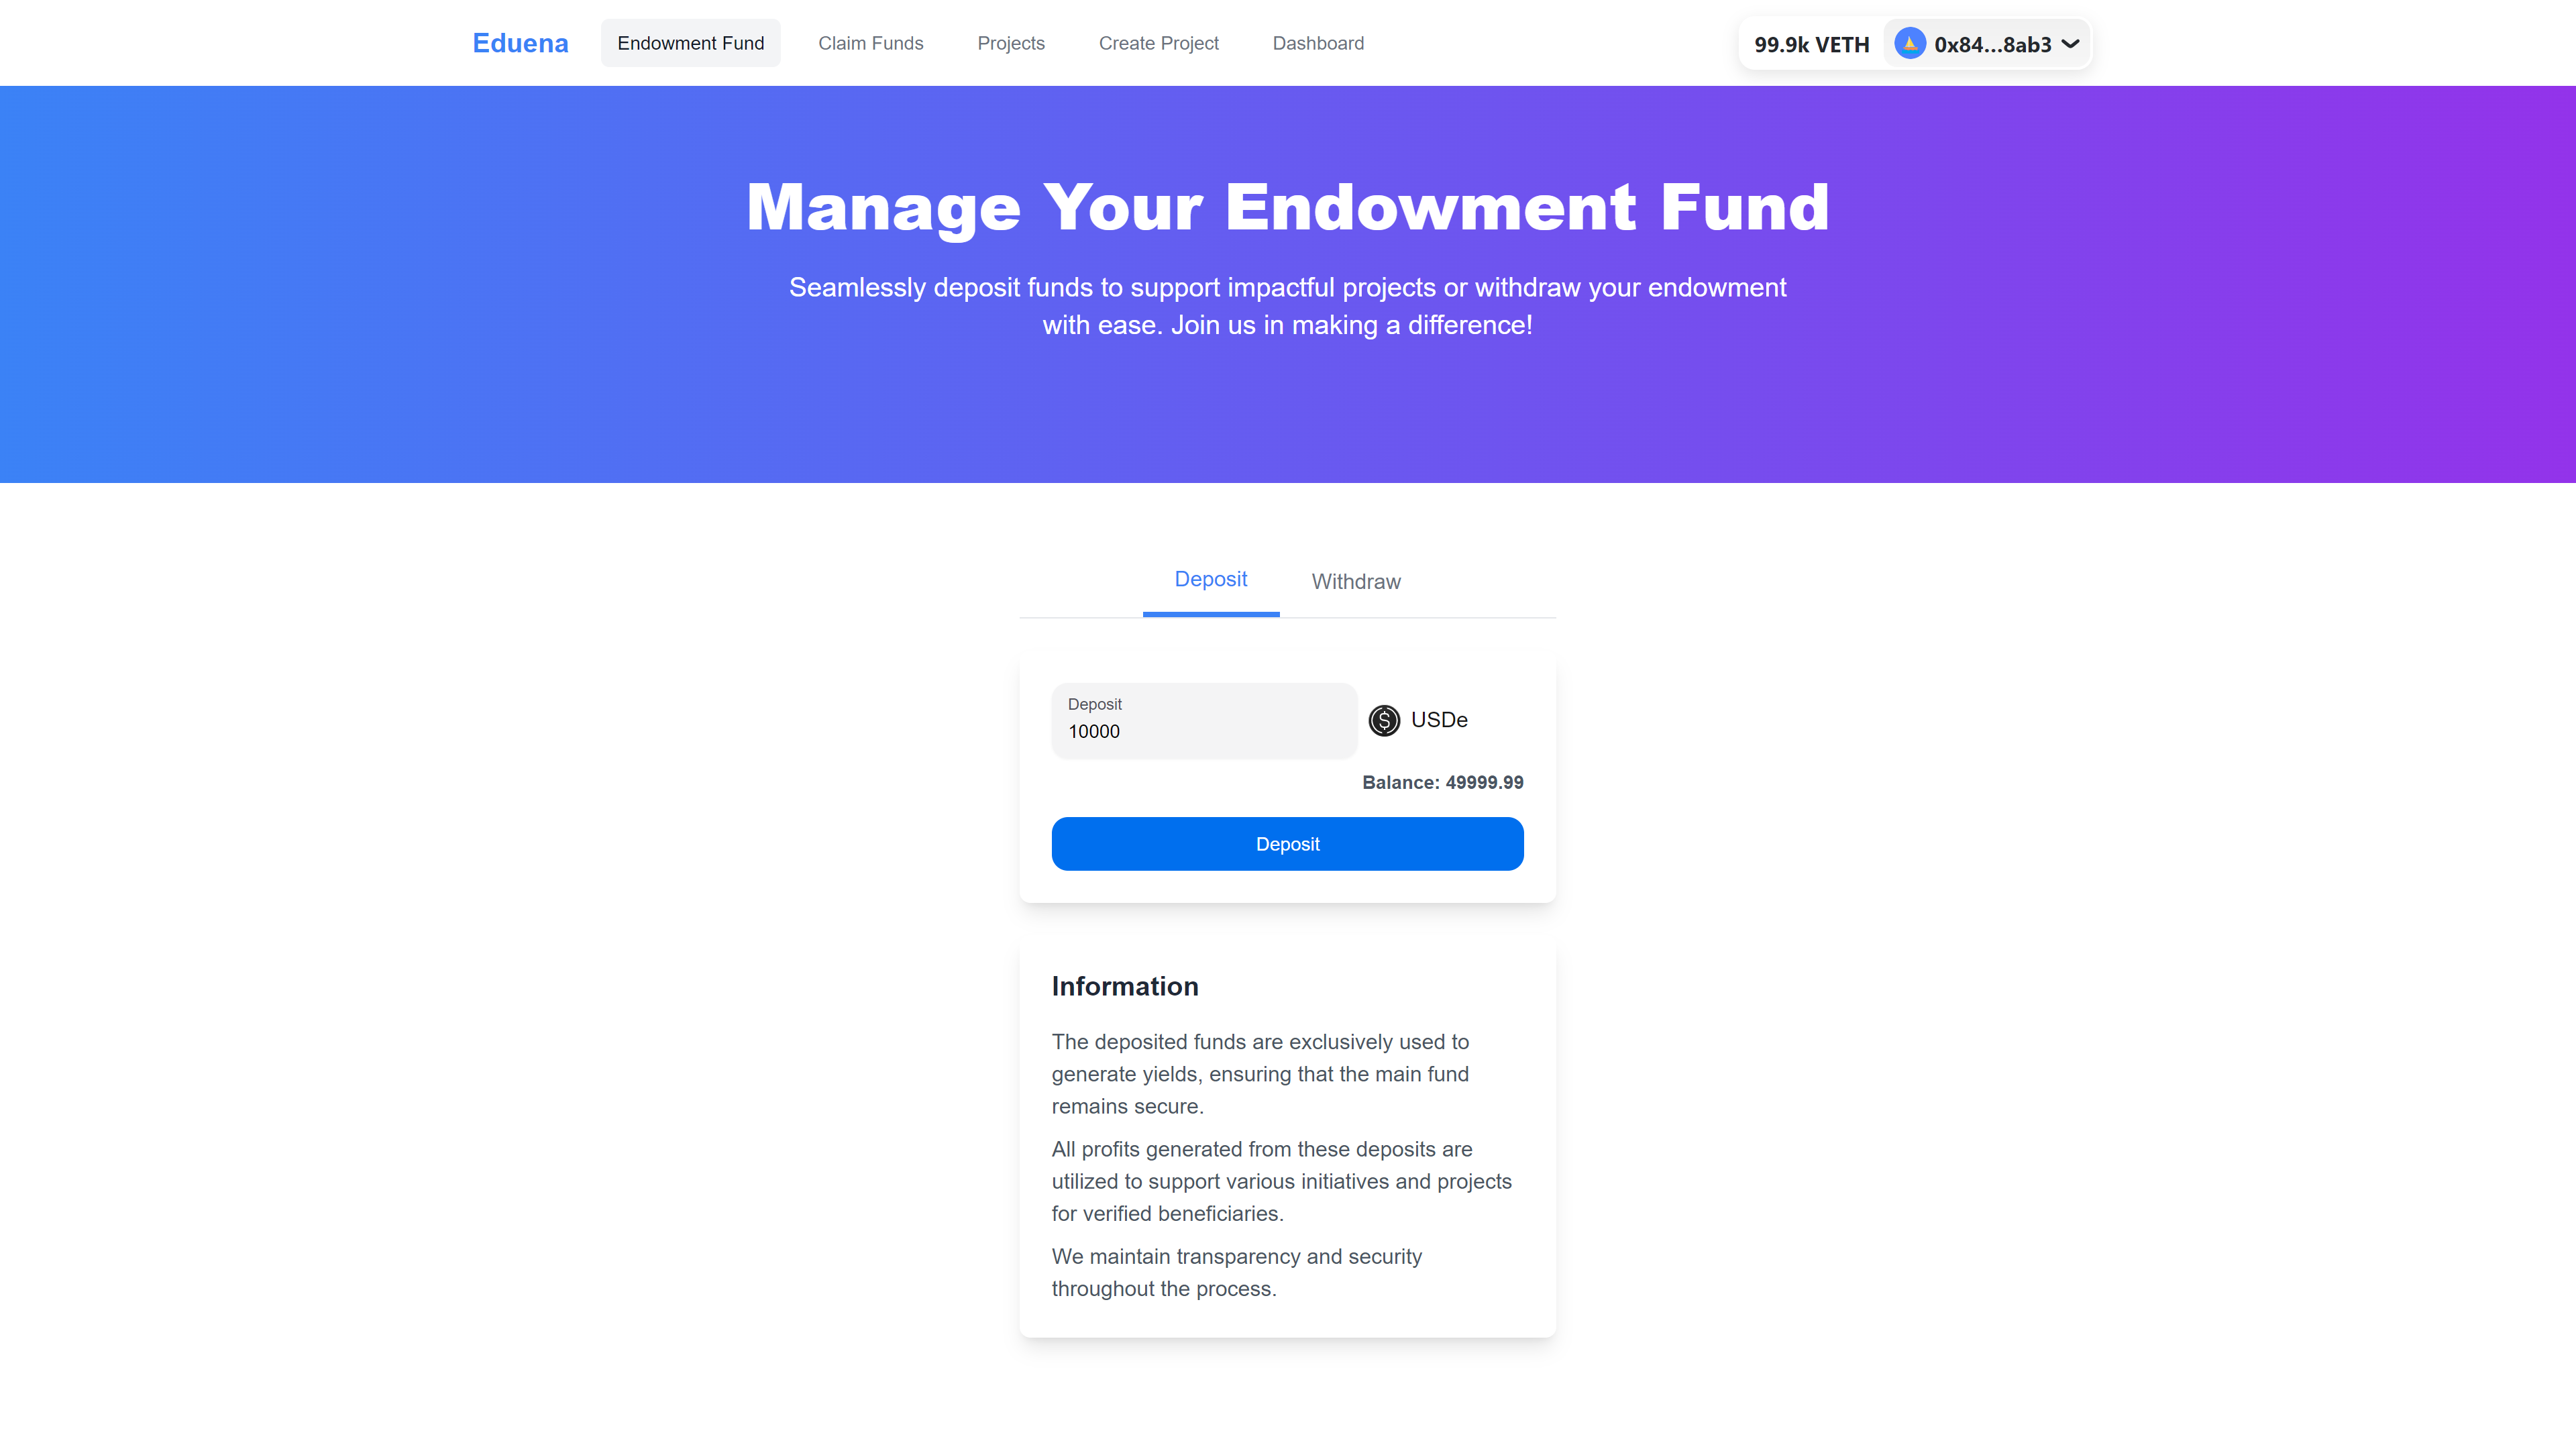 Eduena
Endowment Fund
Claim Funds
Projects
Create Project
Dashboard
99.9k VETH
0x84...8ab3
Manage Your Endowment Fund
Seamlessly deposit funds to support impactful projects or withdraw your endowment
with ease. Join us in making a difference!
Deposit
Withdraw
Deposit
10000
USDe
Balance: 49999.99
Deposit
Information
The deposited funds are exclusively used to
generate yields, ensuring that the main fund
remains secure.
All profits generated from these deposits are
utilized to support various initiatives and projects
for verified beneficiaries.
We maintain transparency and security
throughout the process.